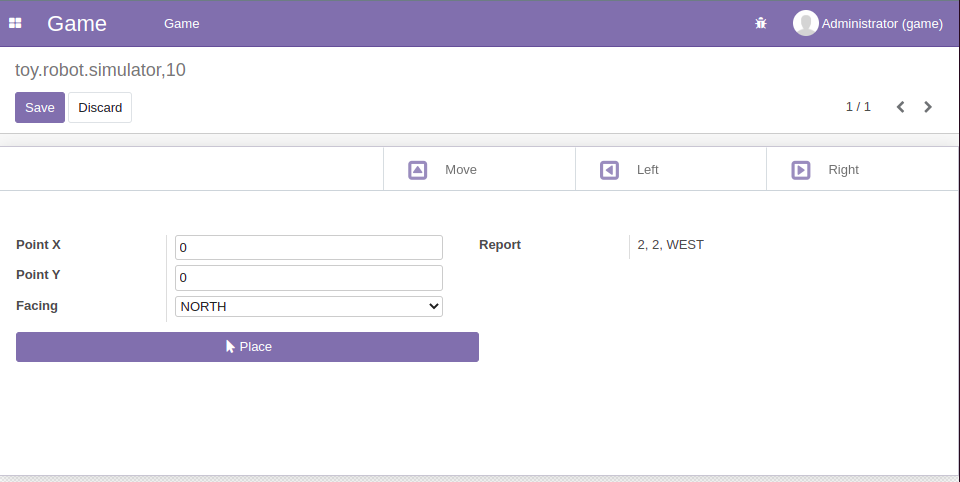 Game Game Administrator (game)
toy.robot.simulator,10
Save Discard 1 / 1
Move Left Right
Point X 0 Report 2, 2, WEST
Point Y 0
Facing NORTH
Place